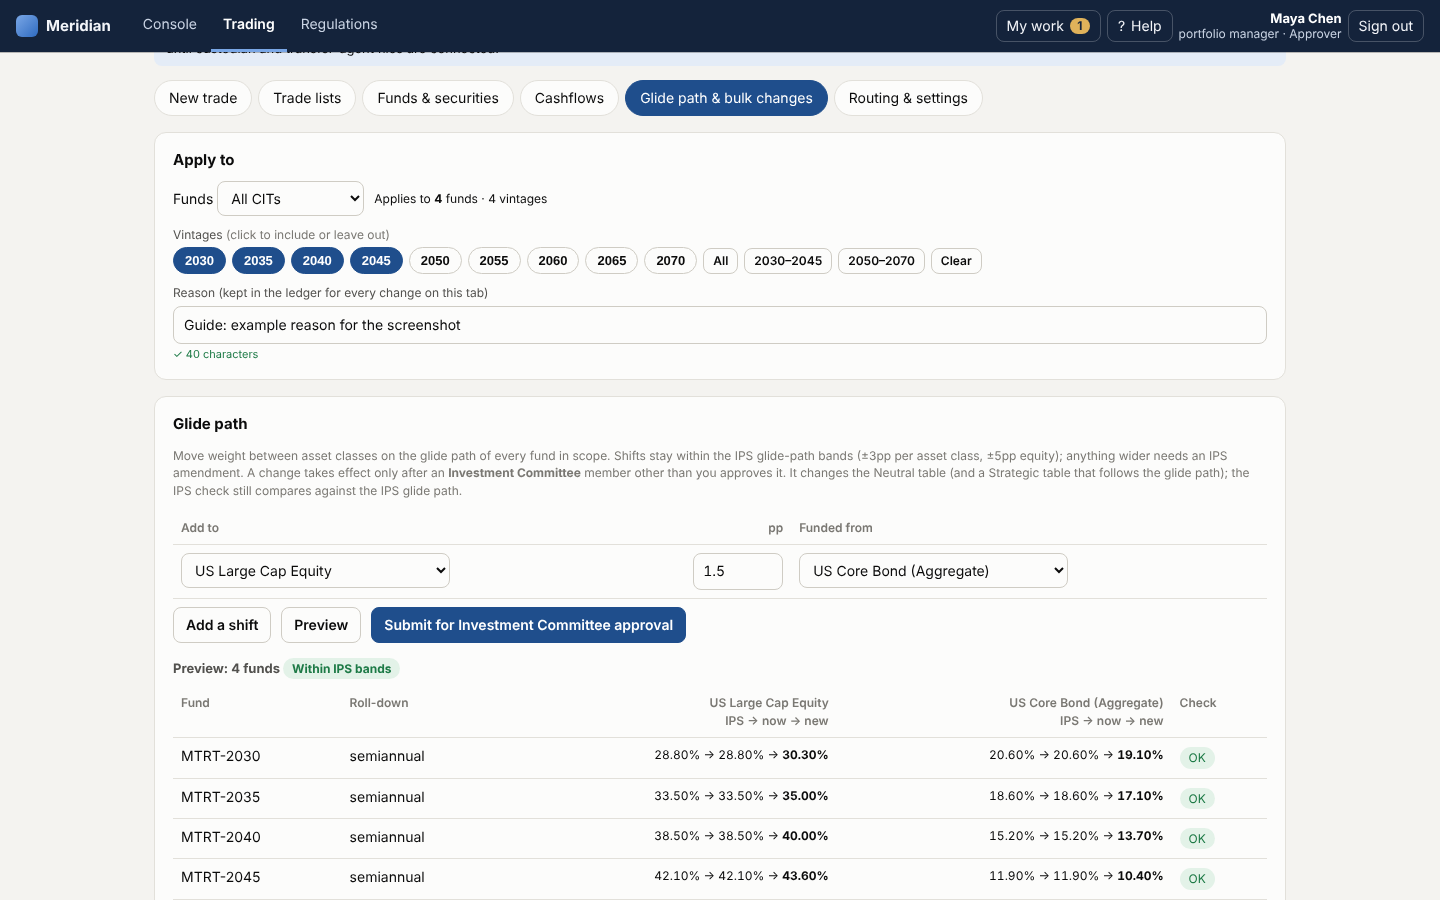 Meridian
Console
Trading
Regulations
My work 1
? Help
Maya Chen
portfolio manager · Approver
Sign out
New trade
Trade lists
Funds & securities
Cashflows
Glide path & bulk changes
Routing & settings
Apply to
Funds All CITs Applies to 4 funds · 4 vintages
Vintages (click to include or leave out)
2030 2035 2040 2045 2050 2055 2060 2065 2070 All 2030–2045 2050–2070 Clear
Reason (kept in the ledger for every change on this tab)
Guide: example reason for the screenshot
✓ 40 characters
Glide path
Move weight between asset classes on the glide path of every fund in scope. Shifts stay within the IPS glide-path bands (±3pp per asset class, ±5pp equity); anything wider needs an IPS
amendment. A change takes effect only after an Investment Committee member other than you approves it. It changes the Neutral table (and a Strategic table that follows the glide path); the
IPS check still compares against the IPS glide path.
Add to pp Funded from
US Large Cap Equity 1.5 US Core Bond (Aggregate)
Add a shift Preview Submit for Investment Committee approval
Preview: 4 funds Within IPS bands
Fund Roll-down US Large Cap Equity US Core Bond (Aggregate) Check
IPS → now → new IPS → now → new
MTRT-2030 semiannual 28.80% → 28.80% → 30.30% 20.60% → 20.60% → 19.10% OK
MTRT-2035 semiannual 33.50% → 33.50% → 35.00% 18.60% → 18.60% → 17.10% OK
MTRT-2040 semiannual 38.50% → 38.50% → 40.00% 15.20% → 15.20% → 13.70% OK
MTRT-2045 semiannual 42.10% → 42.10% → 43.60% 11.90% → 11.90% → 10.40% OK